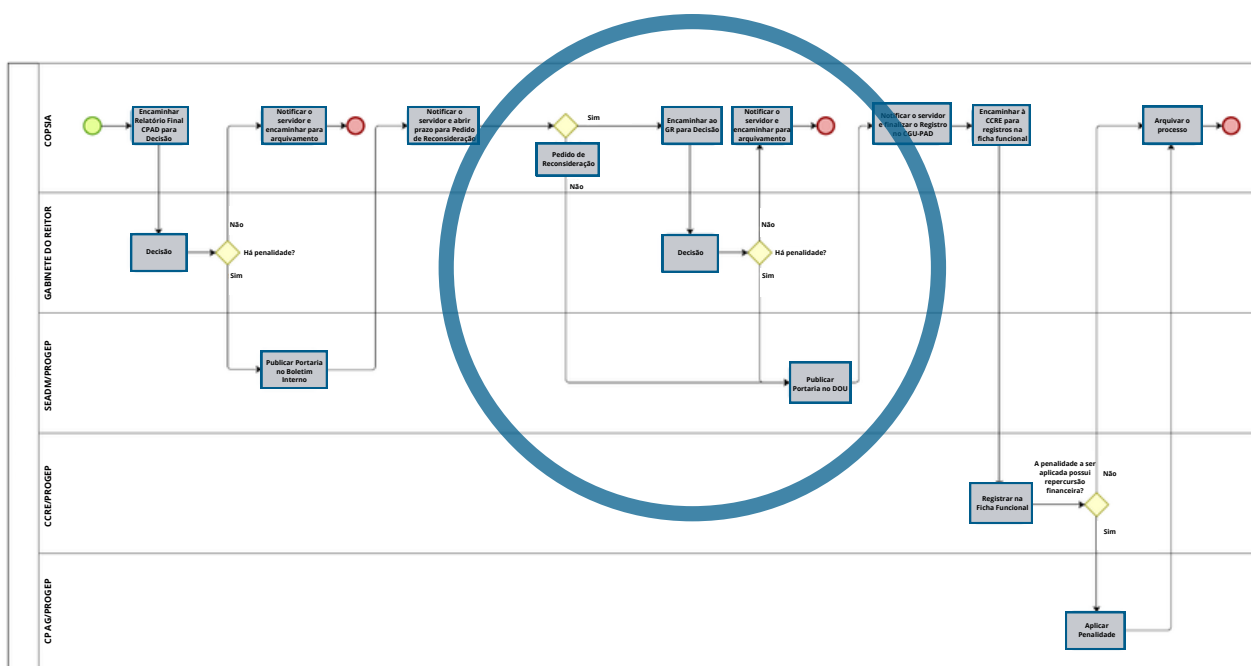 COPSIA
Encaminhar
Relatório Final
CPAD para
Decisão
Notificar o
servidor e
encaminhar para
arquivamento
Notificar o
servidor e abrir
prazo para Pedido
de Reconsideração
Sim
Pedido de
Reconsideração
Não
Encaminhar ao
GR para Decisão
Notificar o
servidor e
encaminhar para
arquivamento
Notificar o servidor
e finalizar o Registro
no CGU-PAD
Encaminhar à
CCRE para
registros na
ficha funcional
Arquivar o
processo
GABINETE DO REITOR
Decisão
Não
Há penalidade?
Sim
Decisão
Não
Há penalidade?
Sim
SEADM/PROGEP
Publicar Portaria
no Boletim
Interno
Publicar
Portaria no DOU
CCRE/PROGEP
Registrar na
Ficha Funcional
A penalidade a ser
aplicada possui
repercursão
financeira?
Não
Sim
CPAG/PROGEP
Aplicar
Penalidade